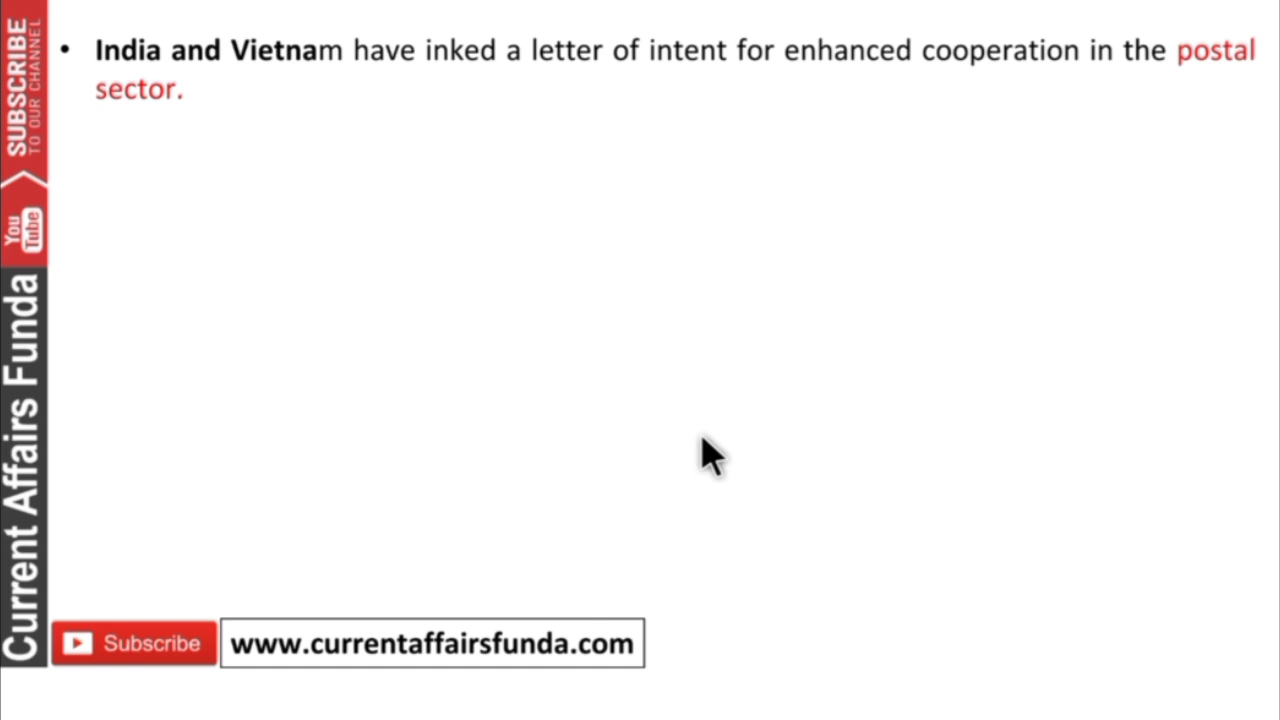 • India and Vietnam have inked a letter of intent for enhanced cooperation in the postal
sector.
SUBSCRIBE
TO OUR CHANNEL
You
Tube
Current Affairs Funda
Subscribe
www.currentaffairsfunda.com